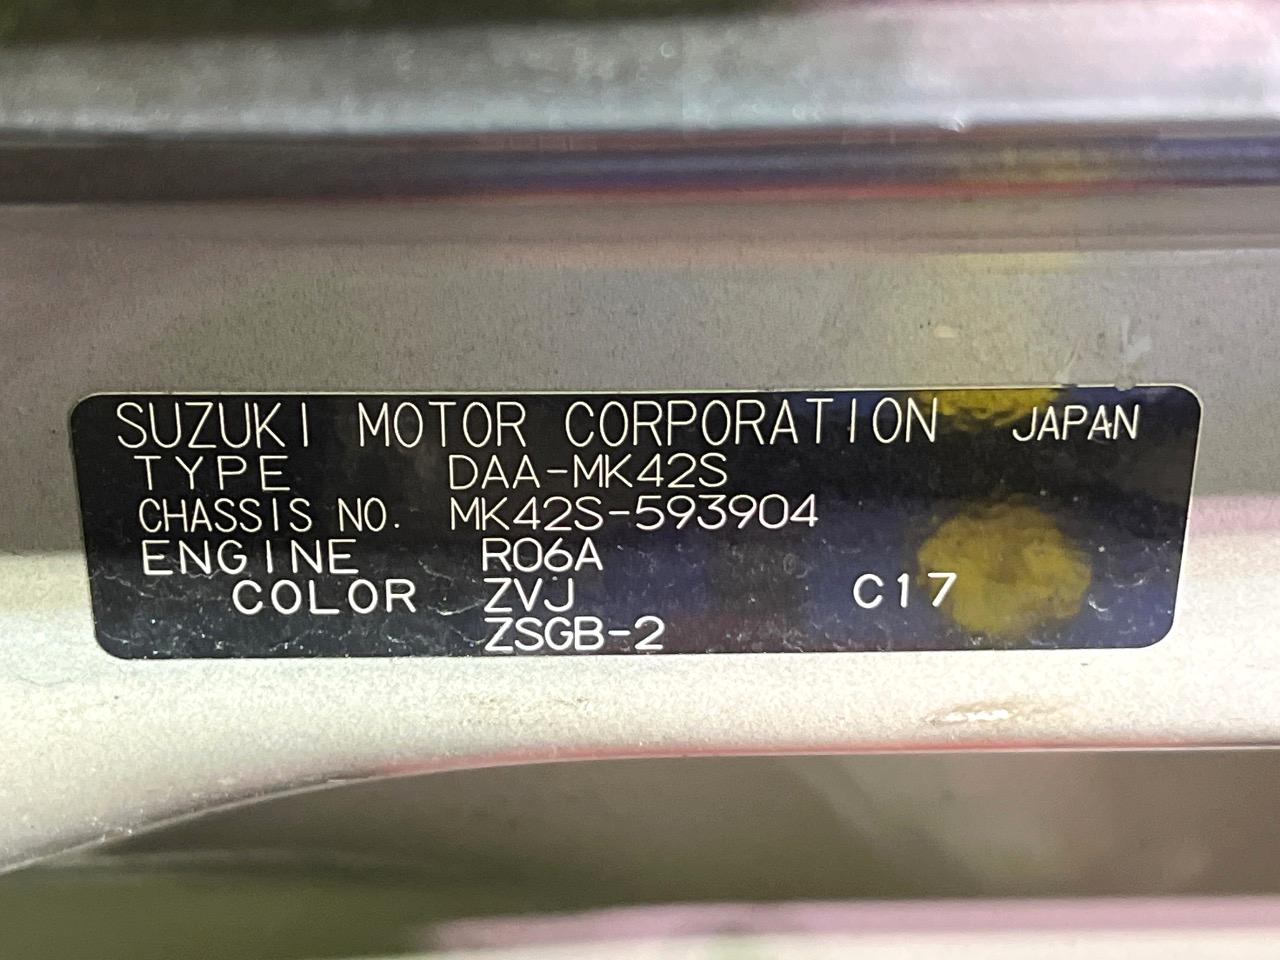 SUZUKI MOTOR CORPORATION JAPAN
TYPE DAA-MK42S
CHASSIS NO. MK42S-593904
ENGINE R06A
COLOR ZVJ C17
ZSGB-2